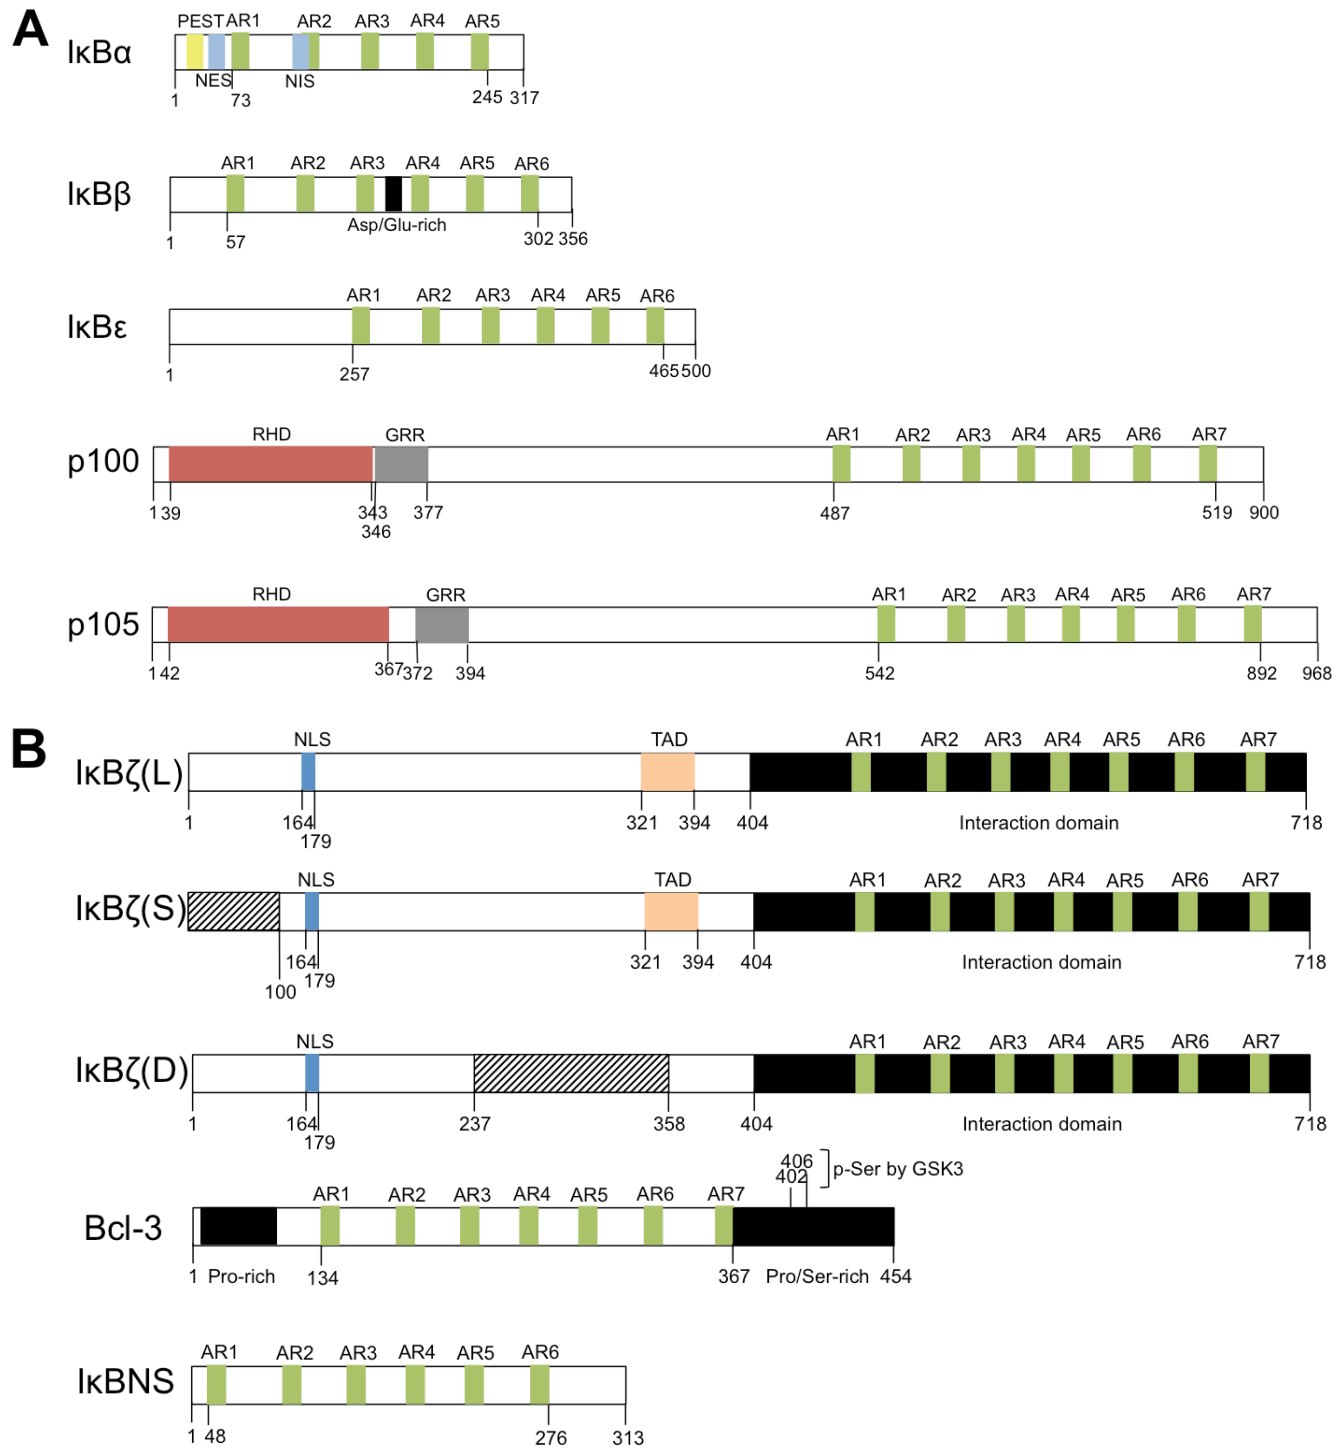 A
PEST AR1 AR2 AR3 AR4 AR5
IκBα
NES NIS
1 73 245 317
AR1 AR2 AR3 AR4 AR5 AR6
IκBβ
Asp/Glu-rich
1 57 302 356
AR1 AR2 AR3 AR4 AR5 AR6
IκBε
1 257 465 500
RHD GRR AR1 AR2 AR3 AR4 AR5 AR6 AR7
p100
1 39 343 377 487 519 900
346
RHD GRR AR1 AR2 AR3 AR4 AR5 AR6 AR7
p105
1 42 367 372 394 542 892 968
B
NLS TAD AR1 AR2 AR3 AR4 AR5 AR6 AR7
IκBζ(L)
1 164 321 394 404 Interaction domain 718
179
NLS TAD AR1 AR2 AR3 AR4 AR5 AR6 AR7
IκBζ(S)
164 321 394 404 Interaction domain 718
179
100
NLS AR1 AR2 AR3 AR4 AR5 AR6 AR7
IκBζ(D)
1 164 237 358 404 Interaction domain 718
179
406
402 p-Ser by GSK3
AR1 AR2 AR3 AR4 AR5 AR6 AR7
Bcl-3
1 Pro-rich 134 367 Pro/Ser-rich 454
AR1 AR2 AR3 AR4 AR5 AR6
IκBNS
1 48 276 313